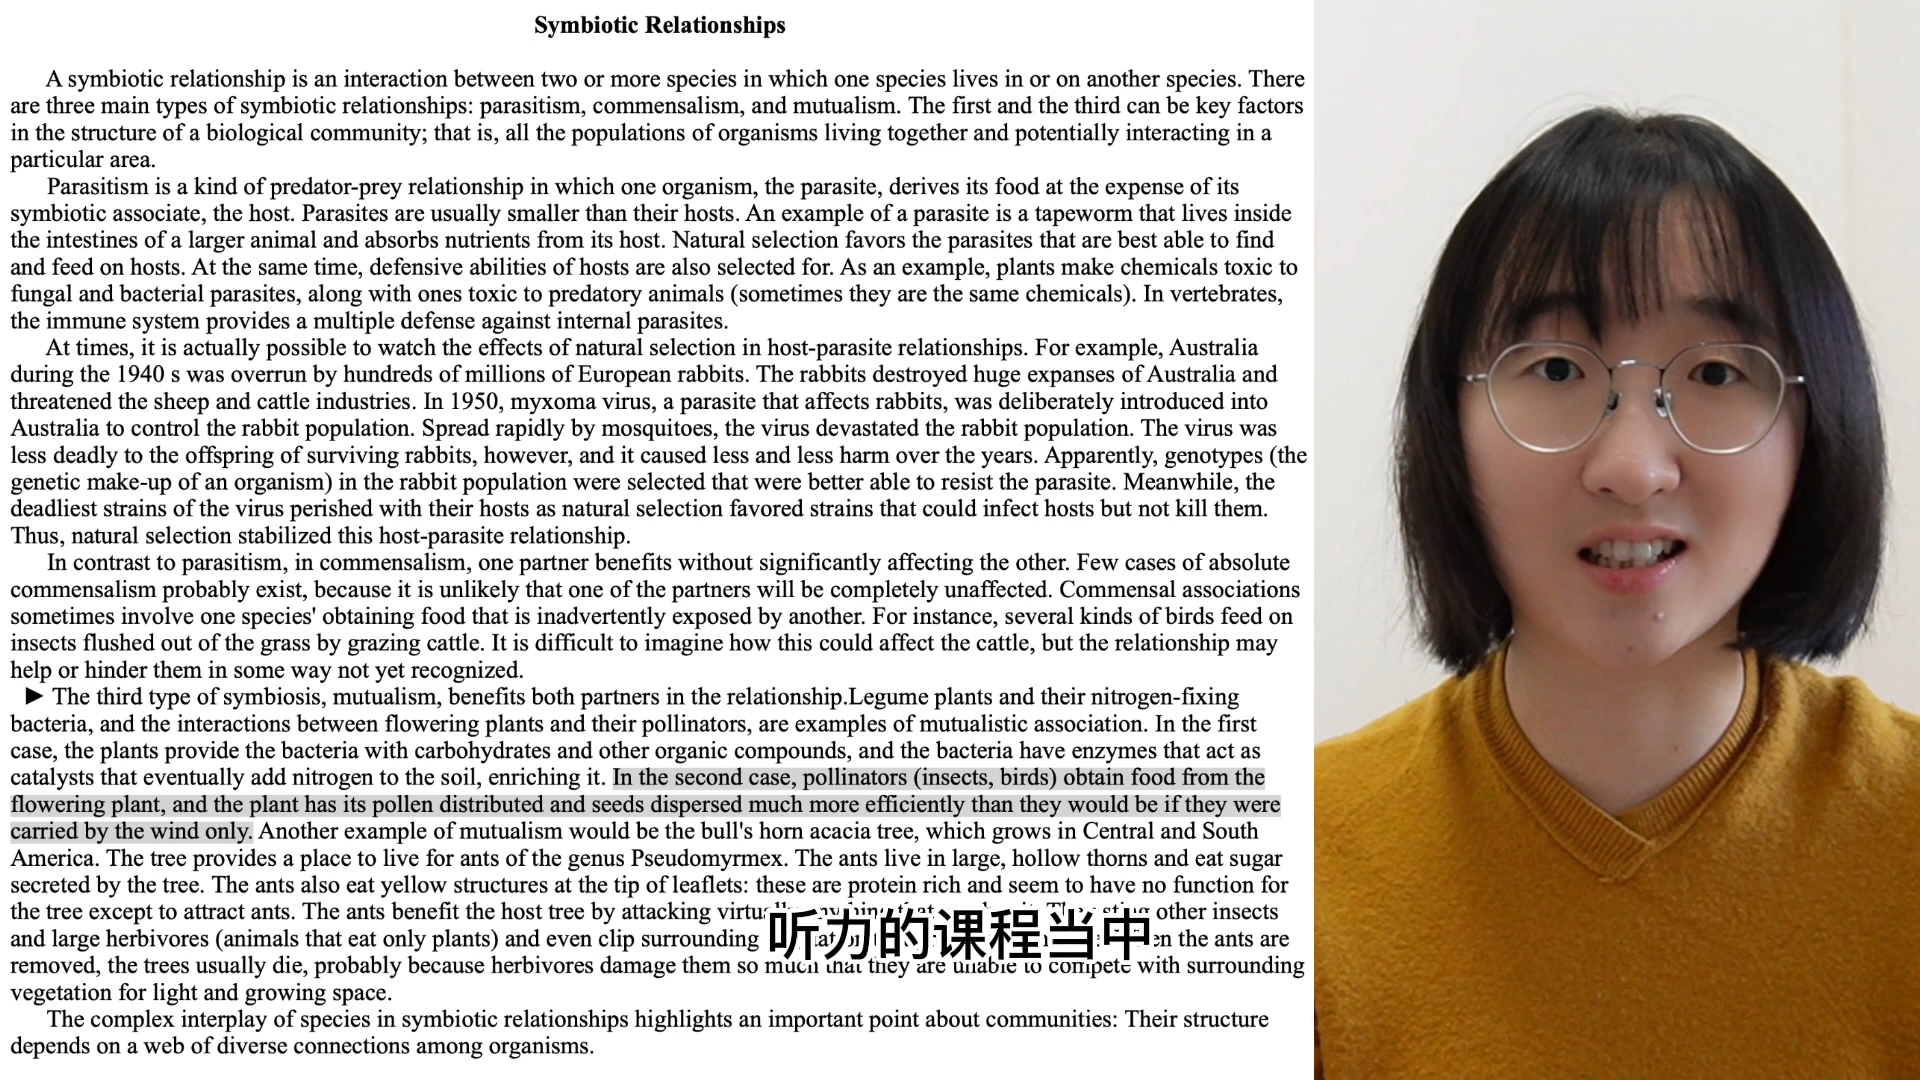 Symbiotic Relationships
A symbiotic relationship is an interaction between two or more species in which one species lives in or on another species. There
are three main types of symbiotic relationships: parasitism, commensalism, and mutualism. The first and the third can be key factors
in the structure of a biological community; that is, all the populations of organisms living together and potentially interacting in a
particular area.
Parasitism is a kind of predator-prey relationship in which one organism, the parasite, derives its food at the expense of its
symbiotic associate, the host. Parasites are usually smaller than their hosts. An example of a parasite is a tapeworm that lives inside
the intestines of a larger animal and absorbs nutrients from its host. Natural selection favors the parasites that are best able to find
and feed on hosts. At the same time, defensive abilities of hosts are also selected for. As an example, plants make chemicals toxic to
fungal and bacterial parasites, along with ones toxic to predatory animals (sometimes they are the same chemicals). In vertebrates,
the immune system provides a multiple defense against internal parasites.
At times, it is actually possible to watch the effects of natural selection in host-parasite relationships. For example, Australia
during the 1940 s was overrun by hundreds of millions of European rabbits. The rabbits destroyed huge expanses of Australia and
threatened the sheep and cattle industries. In 1950, myxoma virus, a parasite that affects rabbits, was deliberately introduced into
Australia to control the rabbit population. Spread rapidly by mosquitoes, the virus devastated the rabbit population. The virus was
less deadly to the offspring of surviving rabbits, however, and it caused less and less harm over the years. Apparently, genotypes (the
genetic make-up of an organism) in the rabbit population were selected that were better able to resist the parasite. Meanwhile, the
deadliest strains of the virus perished with their hosts as natural selection favored strains that could infect hosts but not kill them.
Thus, natural selection stabilized this host-parasite relationship.
In contrast to parasitism, in commensalism, one partner benefits without significantly affecting the other. Few cases of absolute
commensalism probably exist, because it is unlikely that one of the partners will be completely unaffected. Commensal associations
sometimes involve one species' obtaining food that is inadvertently exposed by another. For instance, several kinds of birds feed on
insects flushed out of the grass by grazing cattle. It is difficult to imagine how this could affect the cattle, but the relationship may
help or hinder them in some way not yet recognized.
► The third type of symbiosis, mutualism, benefits both partners in the relationship.Legume plants and their nitrogen-fixing
bacteria, and the interactions between flowering plants and their pollinators, are examples of mutualistic association. In the first
case, the plants provide the bacteria with carbohydrates and other organic compounds, and the bacteria have enzymes that act as
catalysts that eventually add nitrogen to the soil, enriching it. In the second case, pollinators (insects, birds) obtain food from the
flowering plant, and the plant has its pollen distributed and seeds dispersed much more efficiently than they would be if they were
carried by the wind only. Another example of mutualism would be the bull's horn acacia tree, which grows in Central and South
America. The tree provides a place to live for ants of the genus Pseudomyrmex. The ants live in large, hollow thorns and eat sugar
secreted by the tree. The ants also eat yellow structures at the tip of leaflets: these are protein rich and seem to have no function for
the tree except to attract ants. The ants benefit the host tree by attacking other insects
and large herbivores (animals that eat only plants) and even clip surrounding the ants are
removed, the trees usually die, probably because herbivores damage them so much that they are unable to compete with surrounding
vegetation for light and growing space.
The complex interplay of species in symbiotic relationships highlights an important point about communities: Their structure
depends on a web of diverse connections among organisms.
听力的课程当中